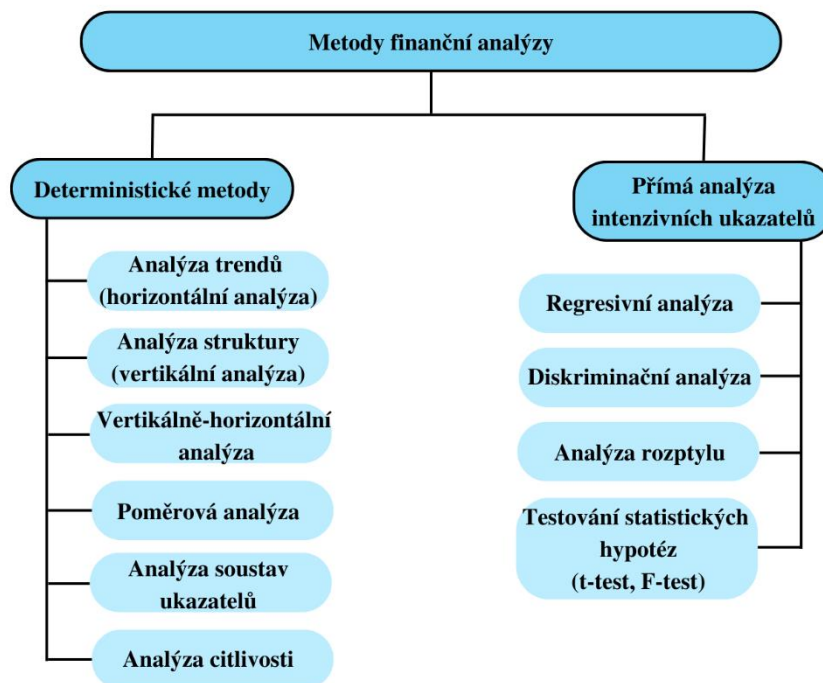 Metody finanční analýzy
Deterministické metody
Analýza trendů
(horizontální analýza)
Analýza struktury
(vertikální analýza)
Vertikálně-horizontální
analýza
Poměrová analýza
Analýza soustav
ukazatelů
Analýza citlivosti
Přímá analýza
intenzivních ukazatelů
Regresivní analýza
Diskriminační analýza
Analýza rozptylu
Testování statistických
hypotéz
(t-test, F-test)